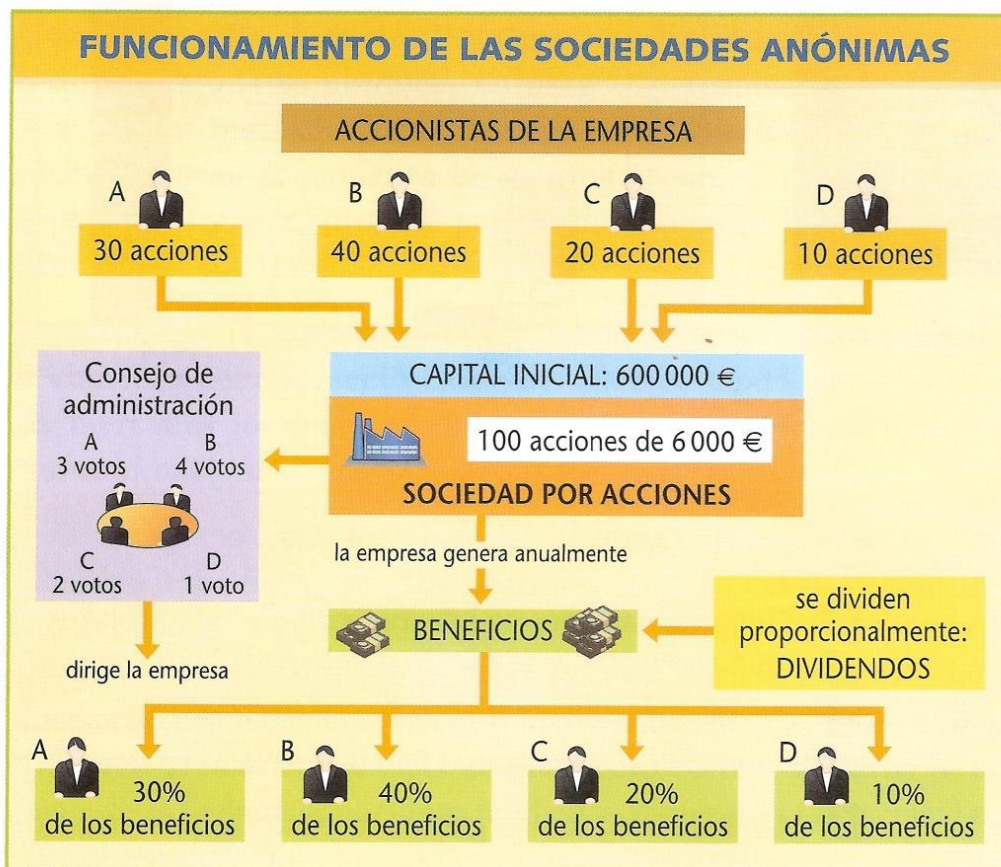 FUNCIONAMIENTO DE LAS SOCIEDADES ANÓNIMAS
ACCIONISTAS DE LA EMPRESA
A
30 acciones
B
40 acciones
C
20 acciones
D
10 acciones
CAPITAL INICIAL: 600 000 €
100 acciones de 6 000 €
SOCIEDAD POR ACCIONES
Consejo de
administración
A
3 votos
B
4 votos
C
2 votos
D
1 voto
dirige la empresa
la empresa genera anualmente
BENEFICIOS
se dividen
proporcionalmente:
DIVIDENDOS
A
30%
de los beneficios
B
40%
de los beneficios
C
20%
de los beneficios
D
10%
de los beneficios